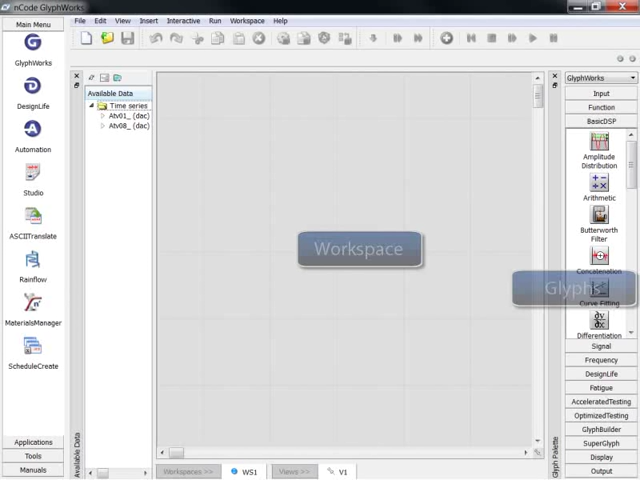 nCode GlyphWorks
File Edit View Insert Interactive Run Workspace Help
Main Menu
GlyphWorks
DesignLife
Automation
Studio
ASCIITranslate
Rainflow
MaterialsManager
ScheduleCreate
Applications
Tools
Manuals
Available Data
Available Data
Time series
Atv01_ (dac)
Atv08_ (dac)
Workspace
Workspaces >>
WS1
Views >>
V1
Glyph Palette
GlyphWorks
Input
Function
BasicDSP
Amplitude
Distribution
Arithmetic
Butterworth
Filter
Concatenation
Glyphs
Curve Fitting
∂v
∂x
Differentiation
Signal
Frequency
DesignLife
Fatigue
AcceleratedTesting
OptimizedTesting
GlyphBuilder
SuperGlyph
Display
Output